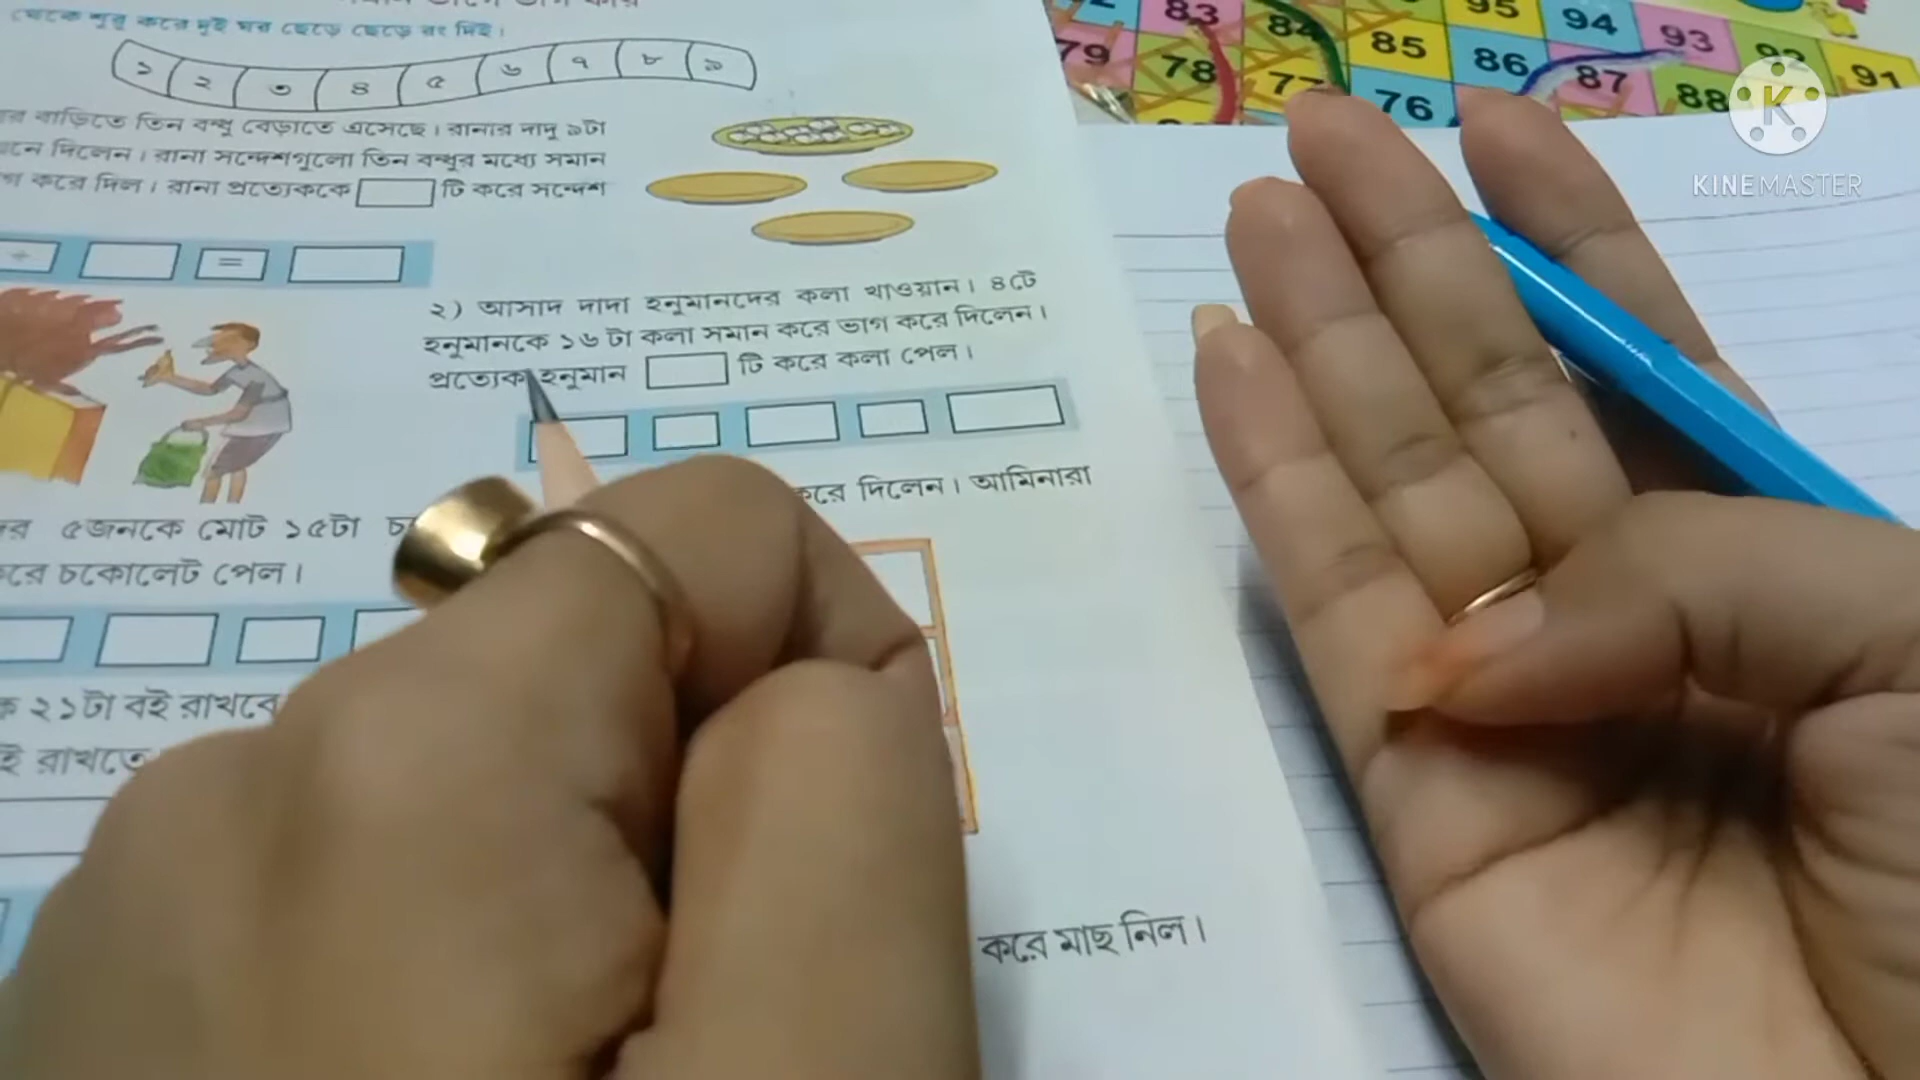 থেকে শুরু করে দুই ঘর ছেড়ে ছেড়ে রং দিই।
১ ২ ৩ ৪ ৫ ৬ ৭ ৮ ৯
বাড়িতে তিন বন্ধু বেড়াতে এসেছে। রানার দাদু ৯টা
দিলেন। রানা সন্দেশগুলো তিন বন্ধুর মধ্যে সমান
করে দিল। রানা প্রত্যেককে টি করে সন্দেশ
÷ =
২) আসাদ দাদা হনুমানদের কলা খাওয়ান। ৪টে
হনুমানকে ১৬ টা কলা সমান করে ভাগ করে দিলেন।
প্রত্যেক হনুমান টি করে কলা পেল।
করে দিলেন। আমিনারা
৫জনকে মোট ১৫টা
চকোলেট পেল।
২১টা বই রাখবে
রাখতে
করে মাছ নিল।
83 84 95 94 93 92 91
79 78 77 85 86 87 88
76
K
KINEMASTER